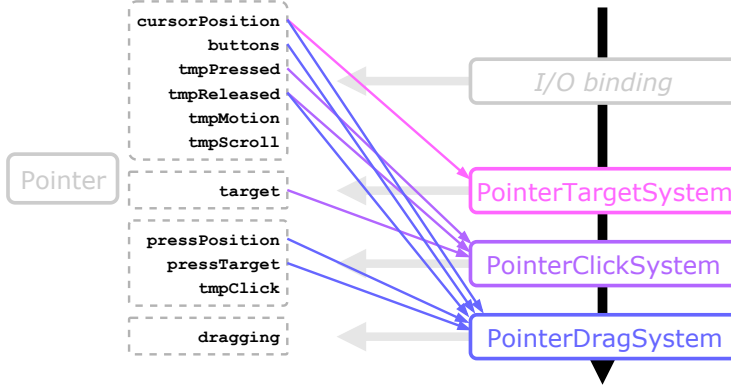 cursorPosition
buttons
tmpPressed
tmpReleased
tmpMotion
tmpScroll
I/O binding
Pointer
target
PointerTargetSystem
pressPosition
pressTarget
tmpClick
PointerClickSystem
dragging
PointerDragSystem